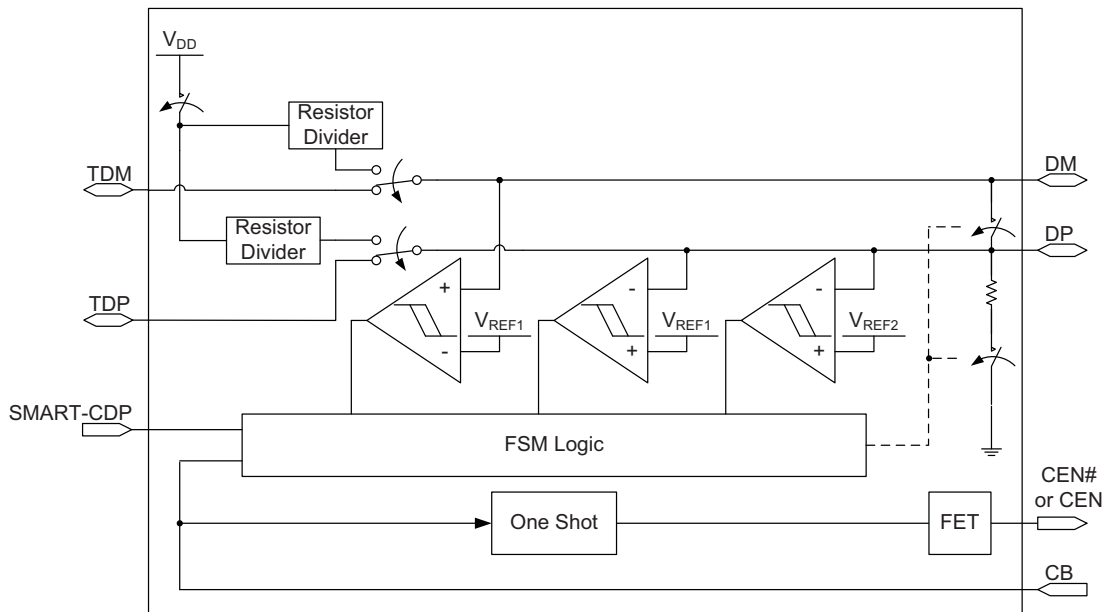 VDD
Resistor
Divider
TDM
DM
Resistor
Divider
DP
TDP
+
-
-
+
-
+
VREF1
VREF1
VREF2
SMART-CDP
FSM Logic
CEN#
or CEN
One Shot
FET
CB